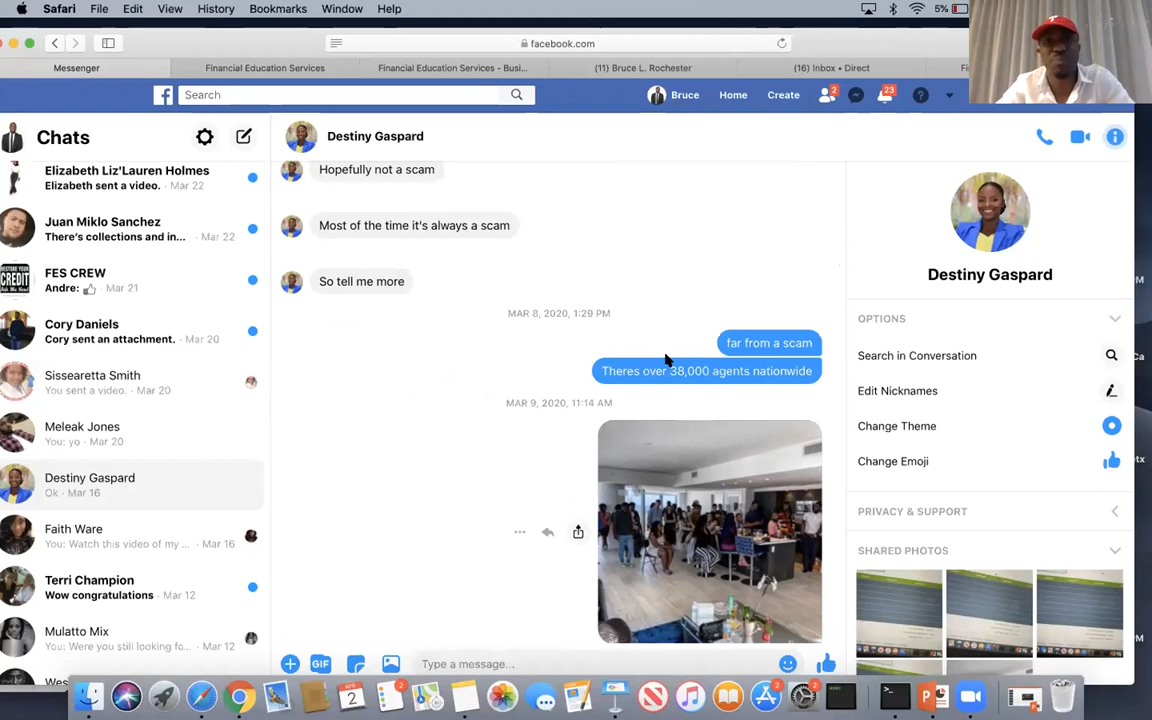 Safari File Edit View History Bookmarks Window Help 5%
facebook.com
Messenger Financial Education Services Financial Education Services - Busi... (11) Bruce L. Rochester (16) Inbox • Direct
Search Bruce Home Create 2 23
Chats
Destiny Gaspard
Elizabeth Liz'Lauren Holmes
Elizabeth sent a video. · Mar 22
Juan Miklo Sanchez
There's collections and in... · Mar 22
FES CREW
Andre: · Mar 21
Cory Daniels
Cory sent an attachment. · Mar 20
Sissearetta Smith
You sent a video. · Mar 20
Meleak Jones
You: yo · Mar 20
Destiny Gaspard
Ok · Mar 16
Faith Ware
You: Watch this video of my ... · Mar 16
Terri Champion
Wow congratulations · Mar 12
Mulatto Mix
You: Were you still looking fo... · Mar 12
Hopefully not a scam
Most of the time it's always a scam
So tell me more
MAR 8, 2020, 1:29 PM
far from a scam
Theres over 38,000 agents nationwide
MAR 9, 2020, 11:14 AM
GIF Type a message...
Destiny Gaspard
OPTIONS
Search in Conversation
Edit Nicknames
Change Theme
Change Emoji
PRIVACY & SUPPORT
SHARED PHOTOS
APR
2
2
2
2